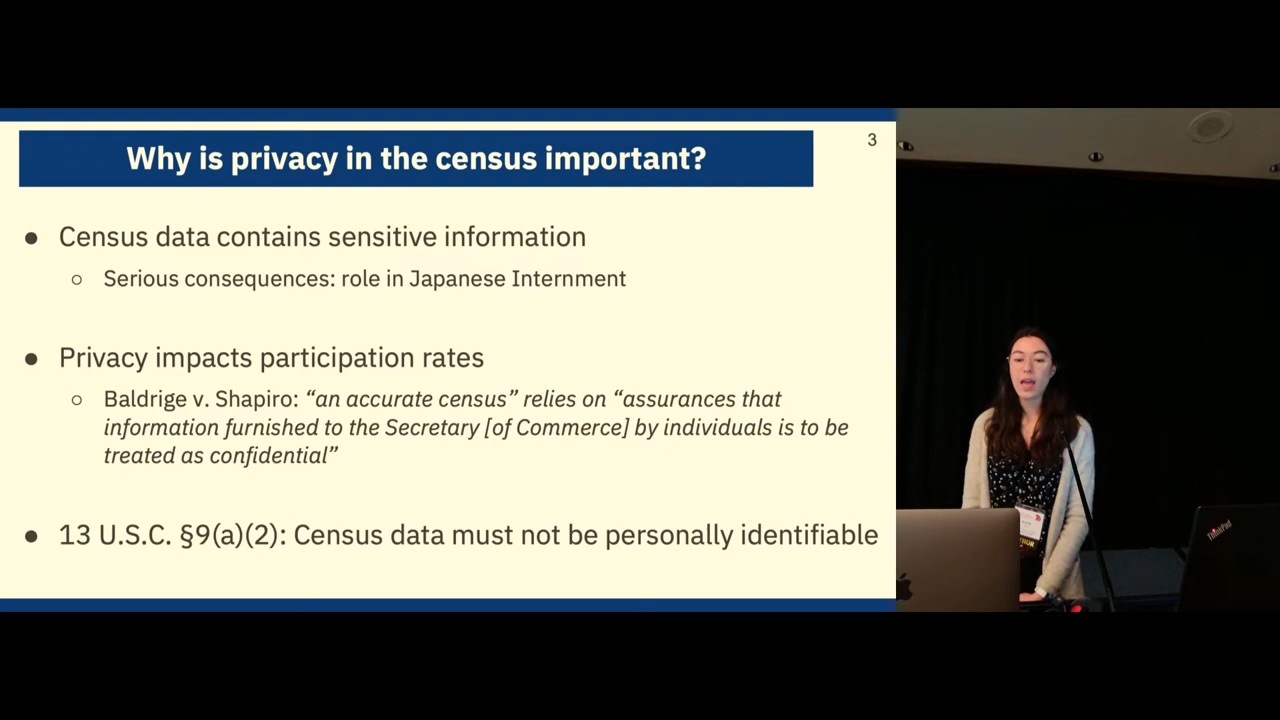 Why is privacy in the census important?
3
● Census data contains sensitive information
○ Serious consequences: role in Japanese Internment
● Privacy impacts participation rates
○ Baldrige v. Shapiro: “an accurate census” relies on “assurances that
information furnished to the Secretary [of Commerce] by individuals is to be
treated as confidential”
● 13 U.S.C. §9(a)(2): Census data must not be personally identifiable
ThinkPad